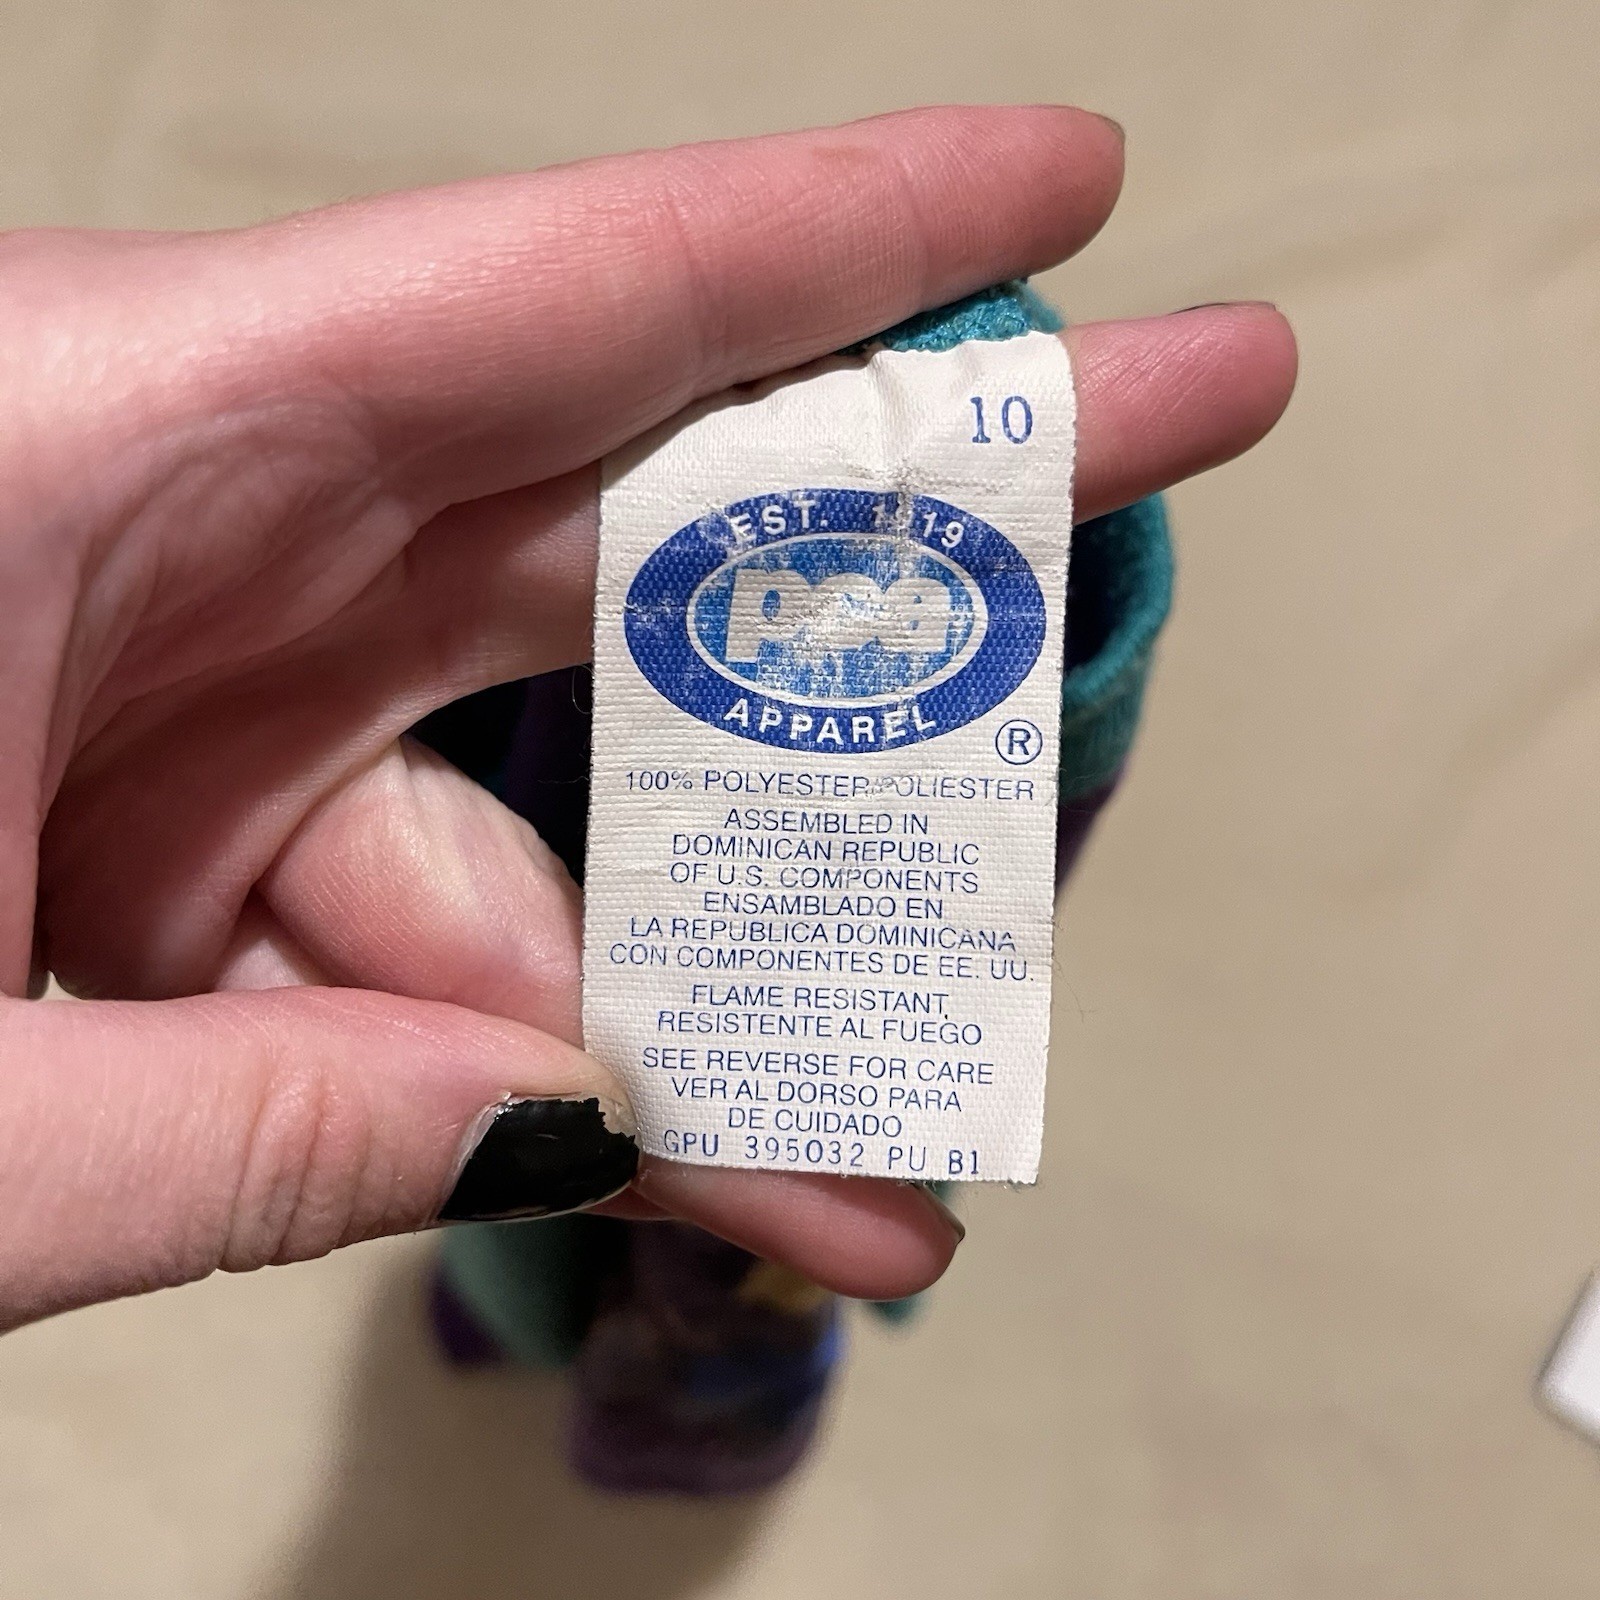 10
EST. 1919
pca
APPAREL
®
100% POLYESTER/POLIESTER
ASSEMBLED IN
DOMINICAN REPUBLIC
OF U.S. COMPONENTS
ENSAMBLADO EN
LA REPUBLICA DOMINICANA
CON COMPONENTES DE EE. UU.
FLAME RESISTANT,
RESISTENTE AL FUEGO
SEE REVERSE FOR CARE
VER AL DORSO PARA
DE CUIDADO
GPU 395032 PU B1